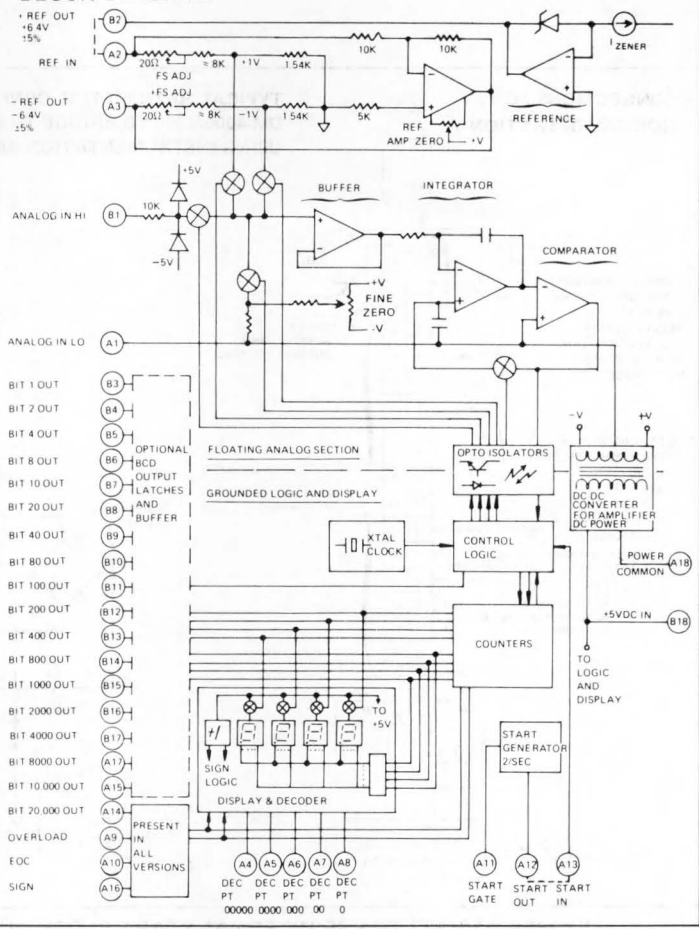 + REF OUT
+6.4V
±5%
B2
REF IN
A2
20Ω
≈ 8K
+1V
1.54K
FS ADJ
10K
10K
I ZENER
REFERENCE
+FS ADJ
− REF OUT
−6.4V
±5%
A3
20Ω
≈ 8K
−1V
1.54K
5K
REF
AMP ZERO
+V
+5V
BUFFER
INTEGRATOR
ANALOG IN HI
B1
10K
COMPARATOR
−5V
+V
FINE
ZERO
-V
ANALOG IN LO
A1
BIT 1 OUT
B3
BIT 2 OUT
B4
BIT 4 OUT
B5
BIT 8 OUT
B6
BIT 10 OUT
B7
BIT 20 OUT
B8
BIT 40 OUT
B9
BIT 80 OUT
B10
BIT 100 OUT
B11
BIT 200 OUT
B12
BIT 400 OUT
B13
BIT 800 OUT
B14
BIT 1000 OUT
B15
BIT 2000 OUT
B16
BIT 4000 OUT
B17
BIT 8000 OUT
A17
BIT 10,000 OUT
A15
BIT 20,000 OUT
A14
OVERLOAD
A9
EOC
A10
SIGN
A16
OPTIONAL
BCD
OUTPUT
LATCHES
AND
BUFFER
PRESENT
IN
ALL
VERSIONS
FLOATING ANALOG SECTION
GROUNDED LOGIC AND DISPLAY
OPTO ISOLATORS
−V
+V
DC DC
CONVERTER
FOR AMPLIFIER
DC POWER
XTAL
CLOCK
CONTROL
LOGIC
POWER
COMMON
A18
+5VDC IN
B18
COUNTERS
TO
LOGIC
AND
DISPLAY
TO
+5V
+/
SIGN
LOGIC
DISPLAY & DECODER
START
GENERATOR
2/SEC
A4
A5
A6
A7
A8
DEC
PT
00000
DEC
PT
0000
DEC
PT
000
DEC
PT
00
DEC
PT
0
A11
START
GATE
A12
START
OUT
A13
START
IN